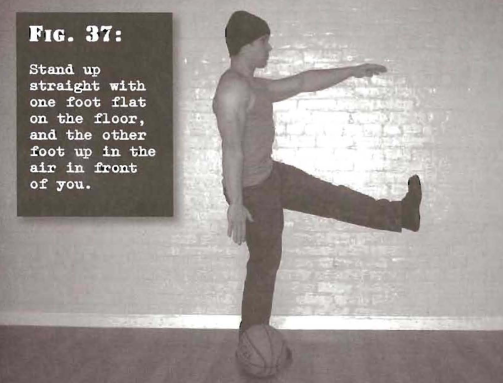 FIG. 37:
Stand up
straight with
one foot flat
on the floor,
and the other
foot up in the
air in front
of you.